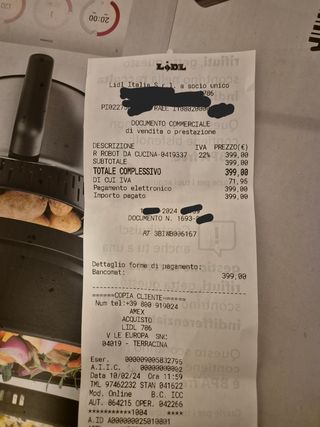 LIDL
Lidl Italia S.r.l. a socio unico
786
DOCUMENTO COMMERCIALE
di vendita o prestazione
DESCRIZIONE IVA PREZZO(€)
R ROBOT DA CUCINA-0419337 22% 399,00
SUBTOTALE 399,00
TOTALE COMPLESSIVO 399,00
DI CUI IVA 71,95
Pagamento elettronico 399,00
Importo pagato 399,00
2024
DOCUMENTO N. 1693-
Dettaglio forme di pagamento:
Bancomat: 399,00
======COPIA CLIENTE======
Num tel:+39 800 919024
AMEX
ACQUISTO
LIDL 786
V LE EUROPA SNC
04019 - TERRACINA
Eser. 000009005832795
A.I.I.C. 00000000002
Data 10/02/24 Ora 11:59
TML 97462232 STAN 041622
Mod. Online B.C. ICC
AUT. 864215 OPER. 042266
***********1004 ****
A.ID A000000025010801